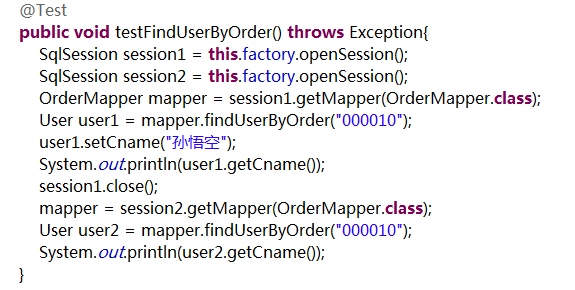 @Test
public void testFindUserByOrder() throws Exception{
SqlSession session1 = this.factory.openSession();
SqlSession session2 = this.factory.openSession();
OrderMapper mapper = session1.getMapper(OrderMapper.class);
User user1 = mapper.findUserByOrder("000010");
user1.setCname("孙悟空");
System.out.println(user1.getCname());
session1.close();
mapper = session2.getMapper(OrderMapper.class);
User user2 = mapper.findUserByOrder("000010");
System.out.println(user2.getCname());
}